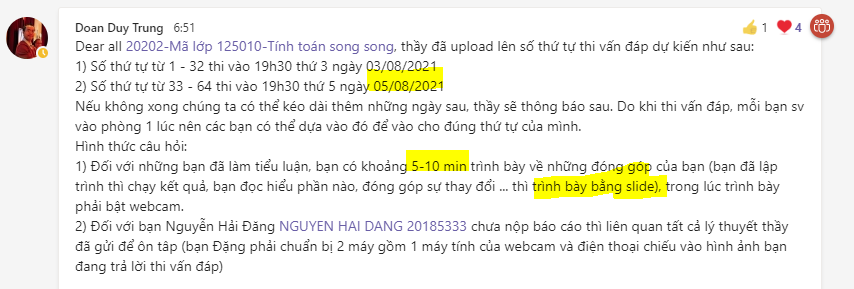 Doan Duy Trung 6:51
👍 1 ❤ 4
Dear all 20202-Mã lớp 125010-Tính toán song song, thầy đã upload lên số thứ tự thi vấn đáp dự kiến như sau:
1) Số thứ tự từ 1 - 32 thi vào 19h30 thứ 3 ngày 03/08/2021
2) Số thứ tự từ 33 - 64 thi vào 19h30 thứ 5 ngày 05/08/2021
Nếu không xong chúng ta có thể kéo dài thêm những ngày sau, thầy sẽ thông báo sau. Do khi thi vấn đáp, mỗi bạn sv
vào phòng 1 lúc nên các bạn có thể dựa vào đó để vào cho đúng thứ tự của mình.
Hình thức câu hỏi:
1) Đối với những bạn đã làm tiểu luận, bạn có khoảng 5-10 min trình bày về những đóng góp của bạn (bạn đã lập
trình thì chạy kết quả, bạn đọc hiểu phần nào, đóng góp sự thay đổi ... thì trình bày bằng slide), trong lúc trình bày
phải bật webcam.
2) Đối với bạn Nguyễn Hải Đăng NGUYEN HAI DANG 20185333 chưa nộp báo cáo thì liên quan tất cả lý thuyết thầy
đã gửi để ôn tập (bạn Đặng phải chuẩn bị 2 máy gồm 1 máy tính của webcam và điện thoại chiếu vào hình ảnh bạn
đang trả lời thi vấn đáp)